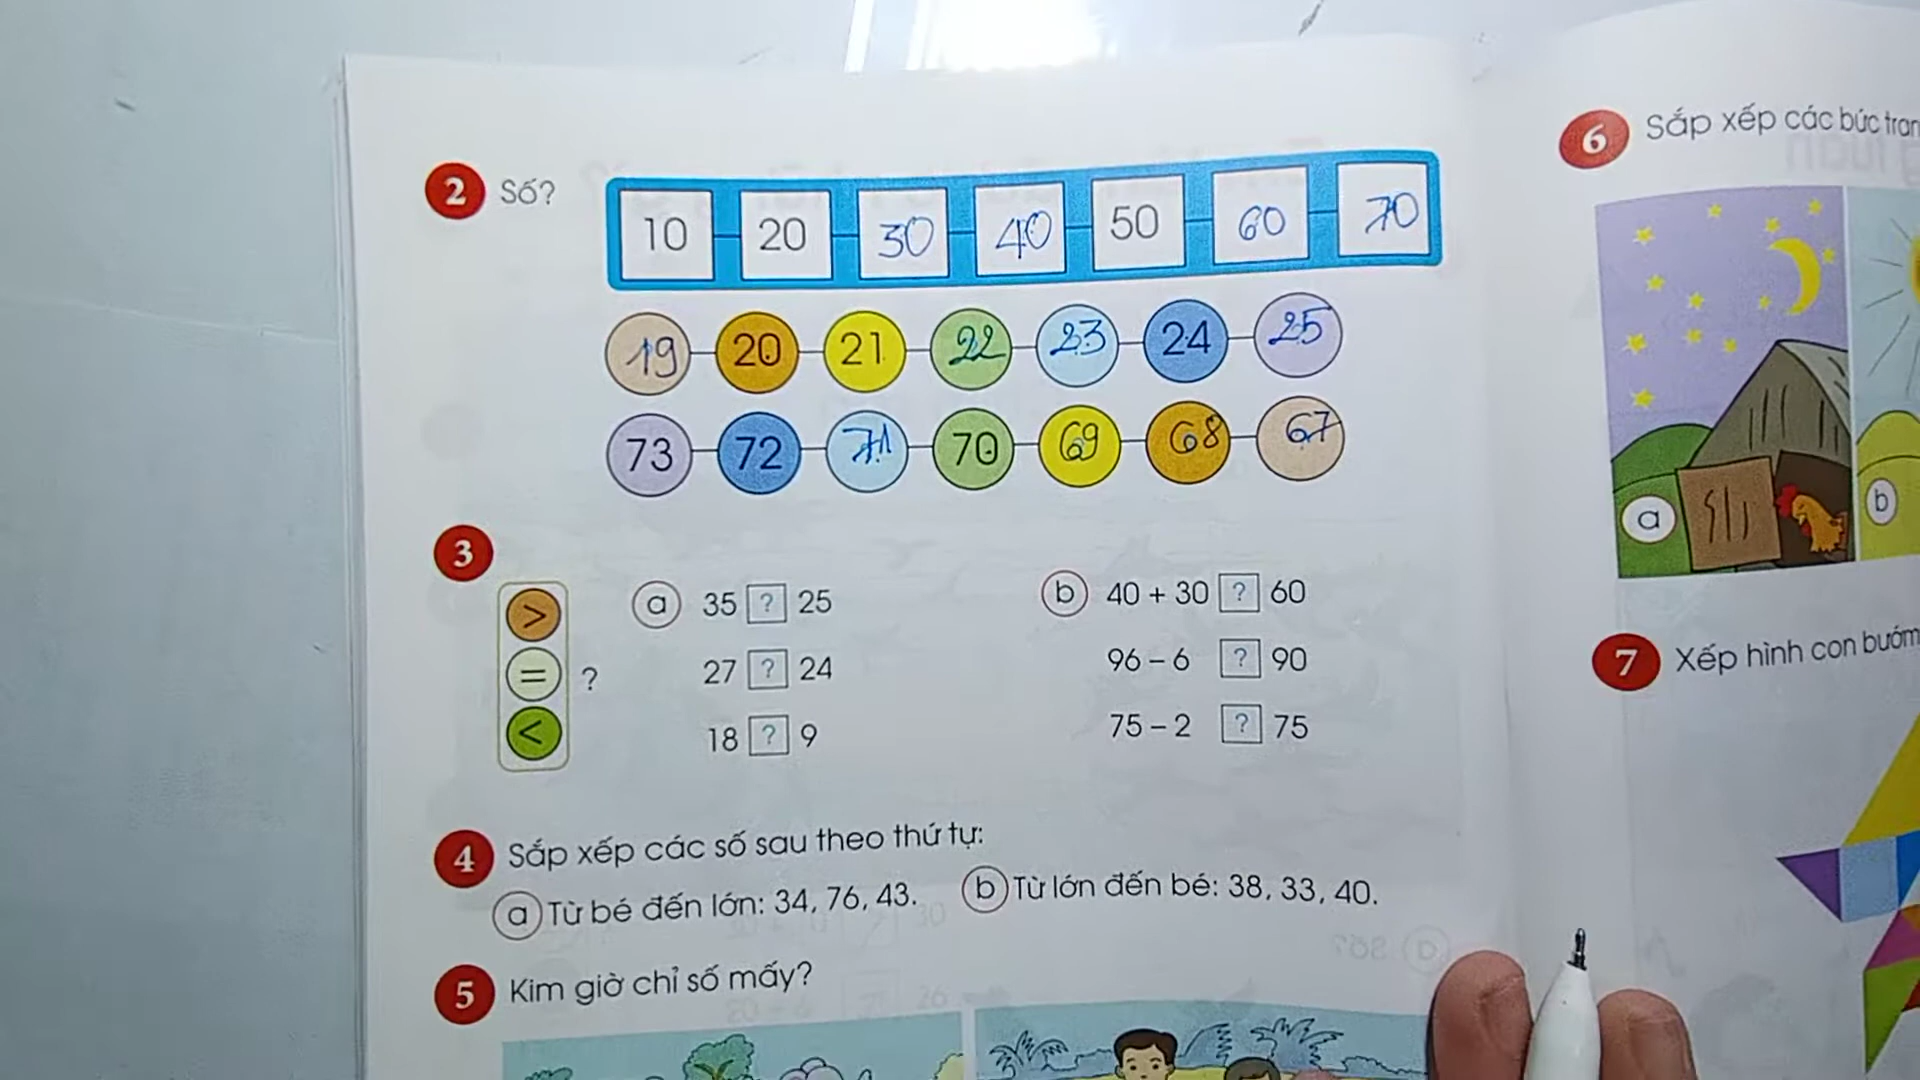 2 Số?
10 20 30 40 50 60 70
19 20 21 22 23 24 25
73 72 71 70 69 68 67
3
> = < ?
a 35 ? 25
27 ? 24
18 ? 9
b 40 + 30 ? 60
96 – 6 ? 90
75 – 2 ? 75
4 Sắp xếp các số sau theo thứ tự:
a Từ bé đến lớn: 34, 76, 43. b Từ lớn đến bé: 38, 33, 40.
5 Kim giờ chỉ số mấy?
6 Sắp xếp các bức
a b
7 Xếp hình con bướm